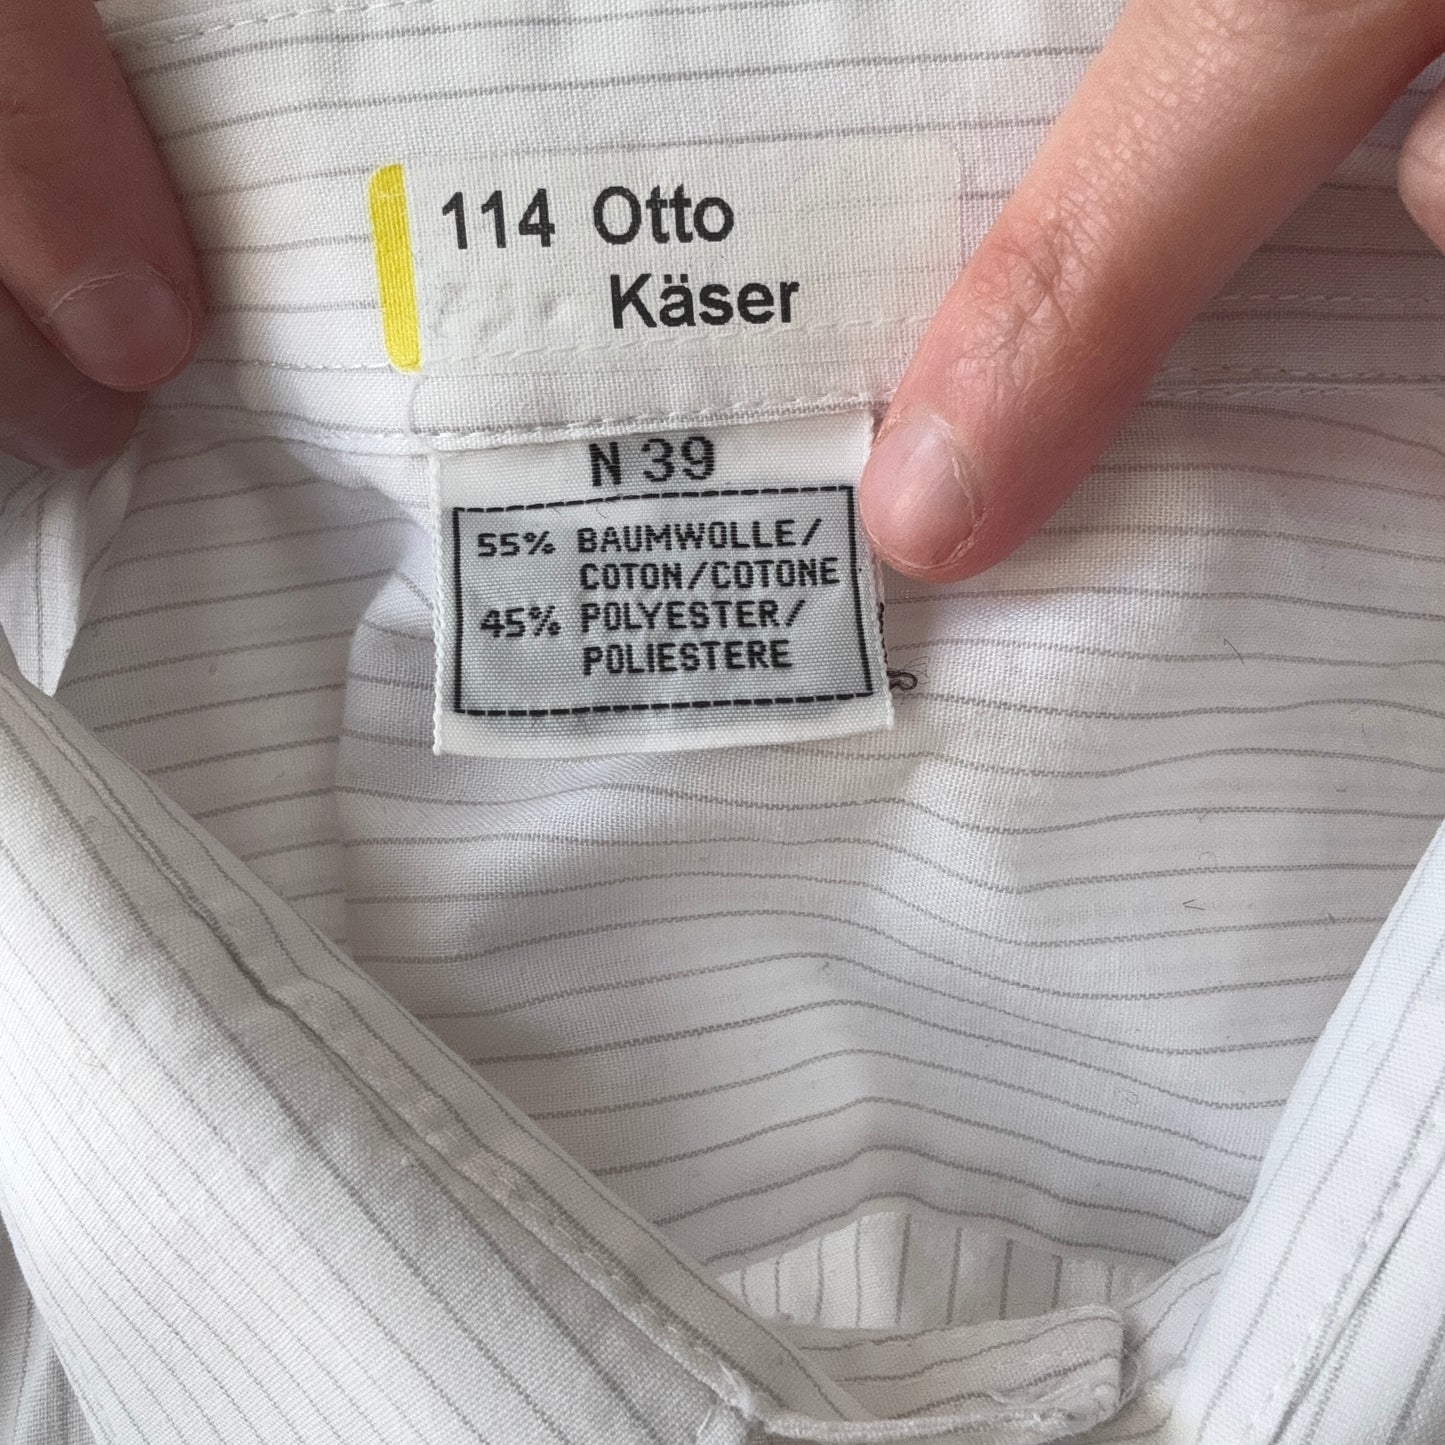 114 Otto
Käser
N 39
55% BAUMWOLLE/
COTON/COTONE
45% POLYESTER/
POLIESTERE